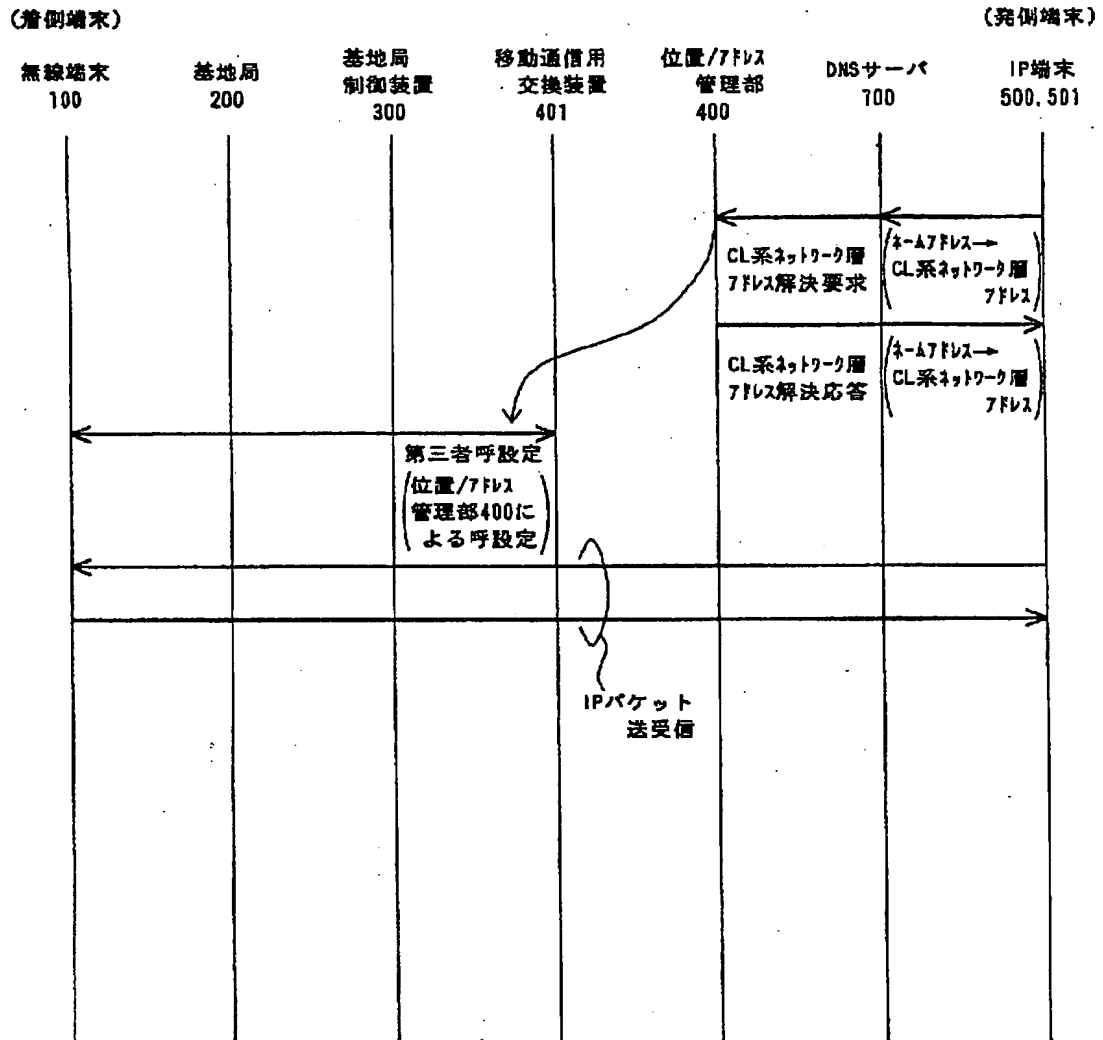 (着側端末)
(発側端末)
無線端末
100
基地局
200
基地局
制御装置
300
移動通信用
交換装置
401
位置/アドレス
管理部
400
DNSサーバ
700
IP端末
500,501
CL系ネットワーク層
アドレス解決要求
(ネームアドレス→
CL系ネットワーク層
アドレス)
CL系ネットワーク層
アドレス解決応答
(ネームアドレス→
CL系ネットワーク層
アドレス)
第三者呼設定
(位置/アドレス
管理部400に
よる呼設定)
IPパケット
送受信